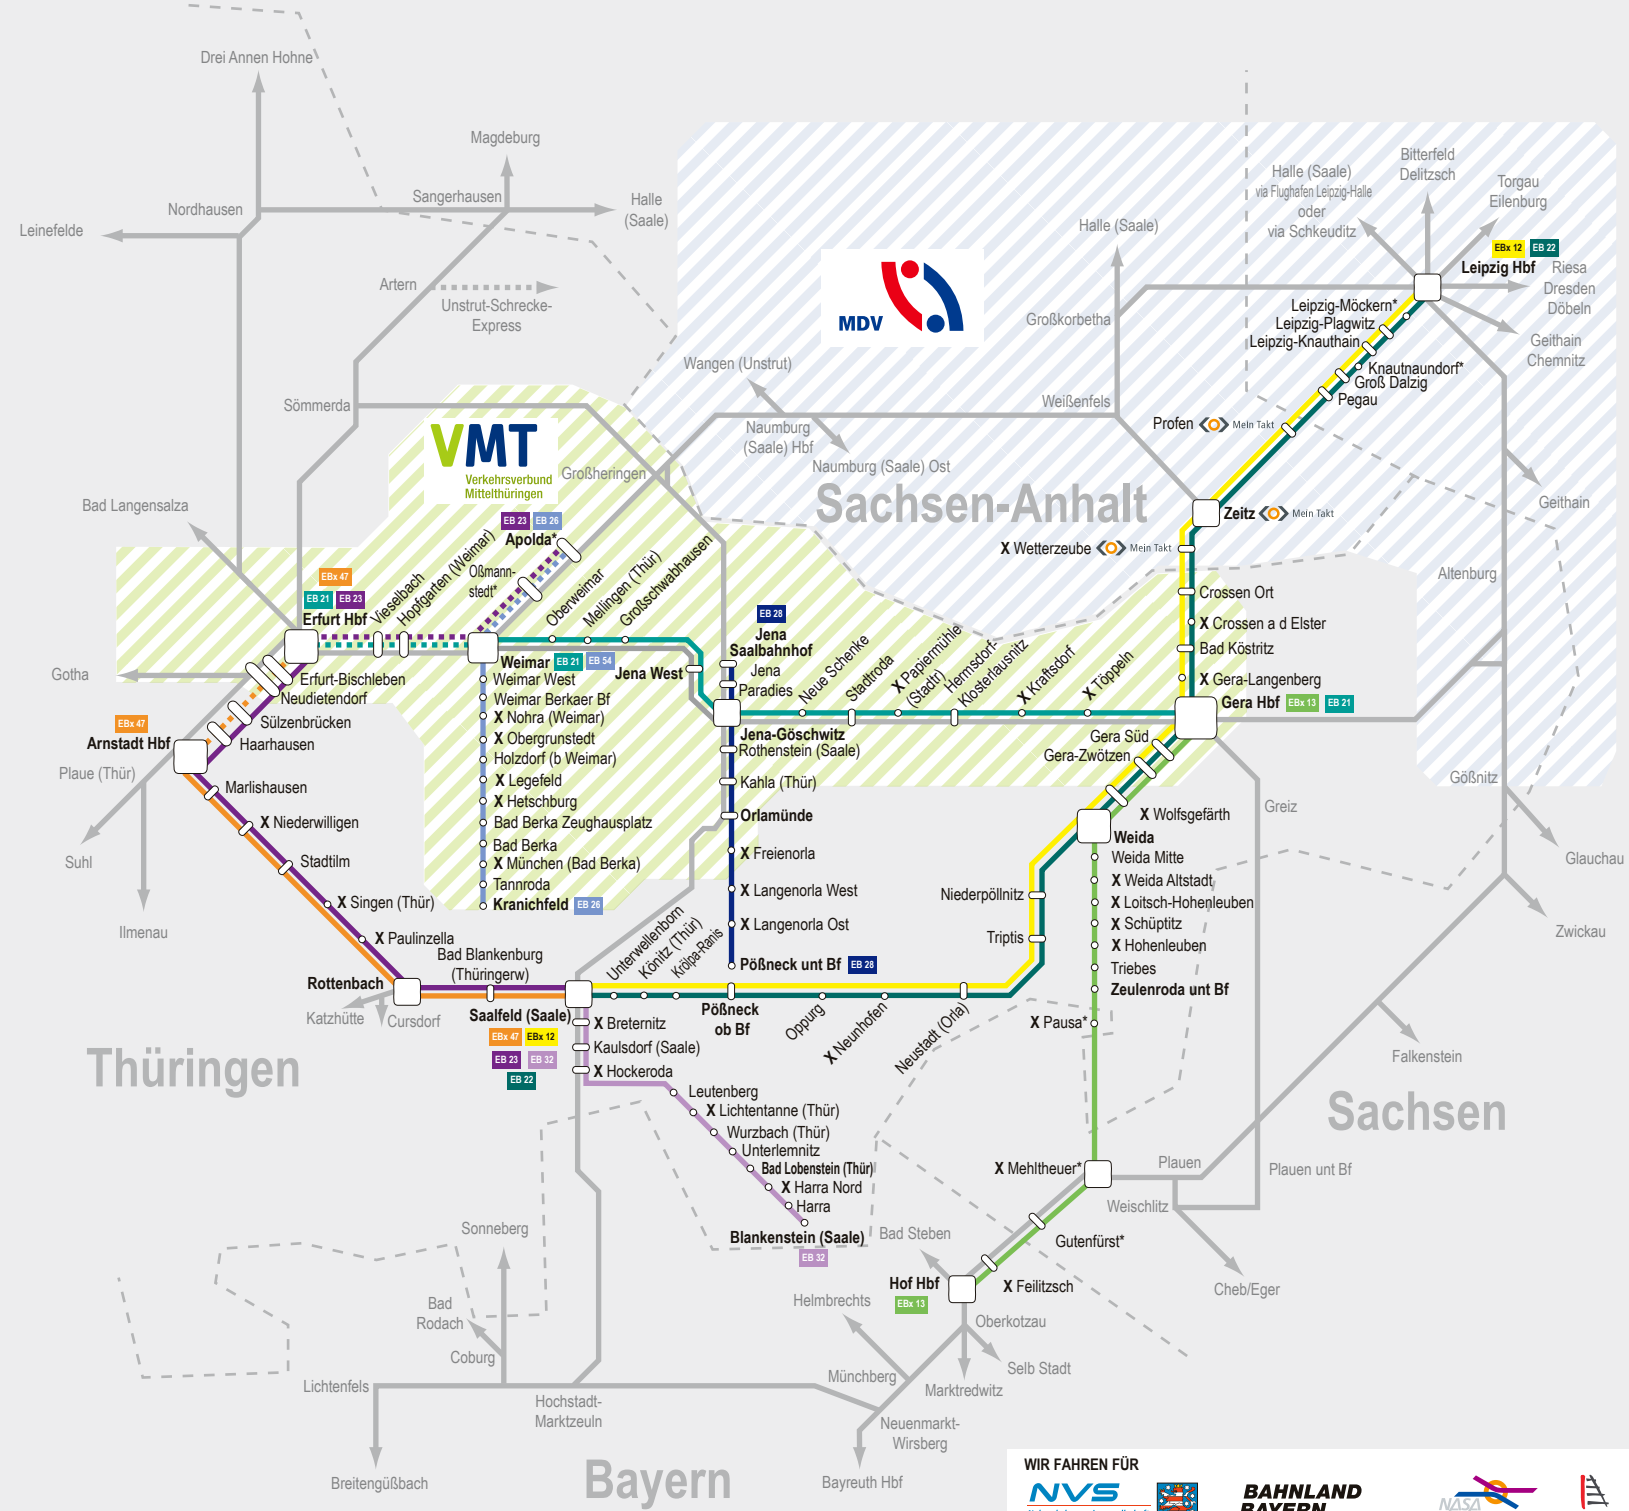 Drei Annen Hohne
Magdeburg
Nordhausen
Sangerhausen
Halle
(Saale)
Leinefelde
Artern
Unstrut-Schrecke-
Express
Sömmerda
Bad Langensalza
Gotha
Großheringen
VMT
Verkehrsverbund
Mittelthüringen
MDV
Wangen (Unstrut)
Naumburg
(Saale) Hbf
Naumburg (Saale) Ost
Halle (Saale)
Großkorbetha
Weißenfels
Halle (Saale)
via Flughafen Leipzig-Halle
oder
via Schkeuditz
Bitterfeld
Delitzsch
Torgau
Eilenburg
EBx 12
EB 22
Leipzig Hbf
Riesa
Dresden
Döbeln
Geithain
Chemnitz
Leipzig-Möckern*
Leipzig-Plagwitz
Leipzig-Knauthain
Knautnaundorf*
Groß Dalzig
Pegau
Profen
Mein Takt
Sachsen-Anhalt
Zeitz
Mein Takt
X Wetterzeube
Mein Takt
Crossen Ort
X Crossen a d Elster
Bad Köstritz
X Gera-Langenberg
Gera Hbf
EBx 13
EB 21
Geithain
Altenburg
Gößnitz
Glauchau
Zwickau
Greiz
EB 23
EB 26
Apolda*
Oßmann-
stedt*
EBx 47
EB 21
EB 23
Erfurt Hbf
Vieselbach
Hopfgarten (Weimar)
Oberweimar
Mellingen (Thür)
Großschwabhausen
Weimar
EB 21
EB 54
Jena West
EB 28
Jena
Saalbahnhof
Jena
Paradies
Jena-Göschwitz
Neue Schenke
Stadtroda
X Papiermühle
(Stadtr)
Hermsdorf-
Klosterlausnitz
X Kraftsdorf
X Töppeln
Erfurt-Bischleben
Neudietendorf
Sülzenbrücken
Haarhausen
EBx 47
Arnstadt Hbf
Plaue (Thür)
Suhl
Ilmenau
Marlishausen
X Niederwilligen
Stadtilm
X Singen (Thür)
X Paulinzella
Rottenbach
Katzhütte
Cursdorf
Bad Blankenburg
(Thüringerw)
Weimar West
Weimar Berkaer Bf
X Nohra (Weimar)
X Obergrunstedt
Holzdorf (b Weimar)
X Legefeld
X Hetschburg
Bad Berka Zeughausplatz
Bad Berka
X München (Bad Berka)
Tannroda
Kranichfeld
EB 26
Rothenstein (Saale)
Kahla (Thür)
Orlamünde
X Freienorla
X Langenorla West
X Langenorla Ost
Pößneck unt Bf
EB 28
Gera Süd
Gera-Zwötzen
X Wolfsgefärth
Weida
Weida Mitte
X Weida Altstadt
X Loitsch-Hohenleuben
X Schüptitz
X Hohenleuben
Triebes
Zeulenroda unt Bf
X Pausa*
Niederpöllnitz
Triptis
Saalfeld (Saale)
EBx 47
EBx 12
EB 23
EB 32
EB 22
Unterwellenborn
Könitz (Thür)
Krölpa-Ranis
Pößneck
ob Bf
Oppurg
X Neunhofen
Neustadt (Orla)
X Breternitz
Kaulsdorf (Saale)
X Hockeroda
Leutenberg
X Lichtentanne (Thür)
Wurzbach (Thür)
Unterlemnitz
Bad Lobenstein (Thür)
X Harra Nord
Harra
Blankenstein (Saale)
EB 32
Thüringen
Sachsen
Falkenstein
X Mehltheuer*
Plauen
Plauen unt Bf
Weischlitz
Cheb/Eger
Gutenfürst*
X Feilitzsch
Bad Steben
Hof Hbf
EBx 13
Oberkotzau
Selb Stadt
Marktredwitz
Helmbrechts
Münchberg
Neuenmarkt-
Wirsberg
Bayreuth Hbf
Sonneberg
Bad
Rodach
Coburg
Lichtenfels
Hochstadt-
Marktzeuln
Breitengüßbach
Bayern
WIR FAHREN FÜR
NVS
BAHNLAND
BAYERN
NASA